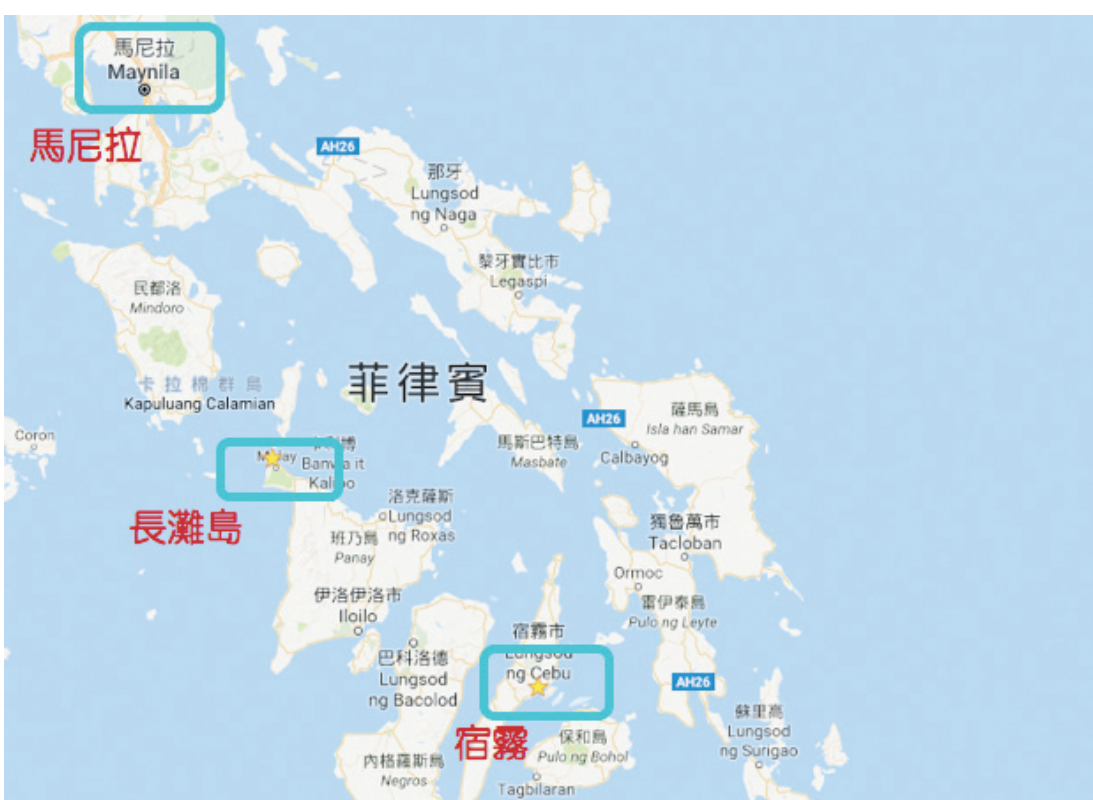 馬尼拉
Maynila
馬尼拉
AH26
那牙
Lungsod
ng Naga
黎牙實比市
Legaspi
民都洛
Mindoro
菲律賓
卡拉棉群島
Kapuluang Calamian
AH26
薩馬島
Isla han Samar
Coron
馬斯巴特島
Masbate
Calbayog
Malay
Banwa it
Kalibo
長灘島
洛克薩斯
Lungsod
ng Roxas
班乃島
Panay
獨魯萬市
Tacloban
Ormoc
伊洛伊洛市
Iloilo
雷伊泰島
Pulo ng Leyte
宿霧市
Lungsod
ng Cebu
巴科洛德
Lungsod
ng Bacolod
AH26
宿霧
蘇里高
Lungsod
ng Surigao
保和島
Pulo ng Bohol
內格羅斯島
Negros
Tagbilaran